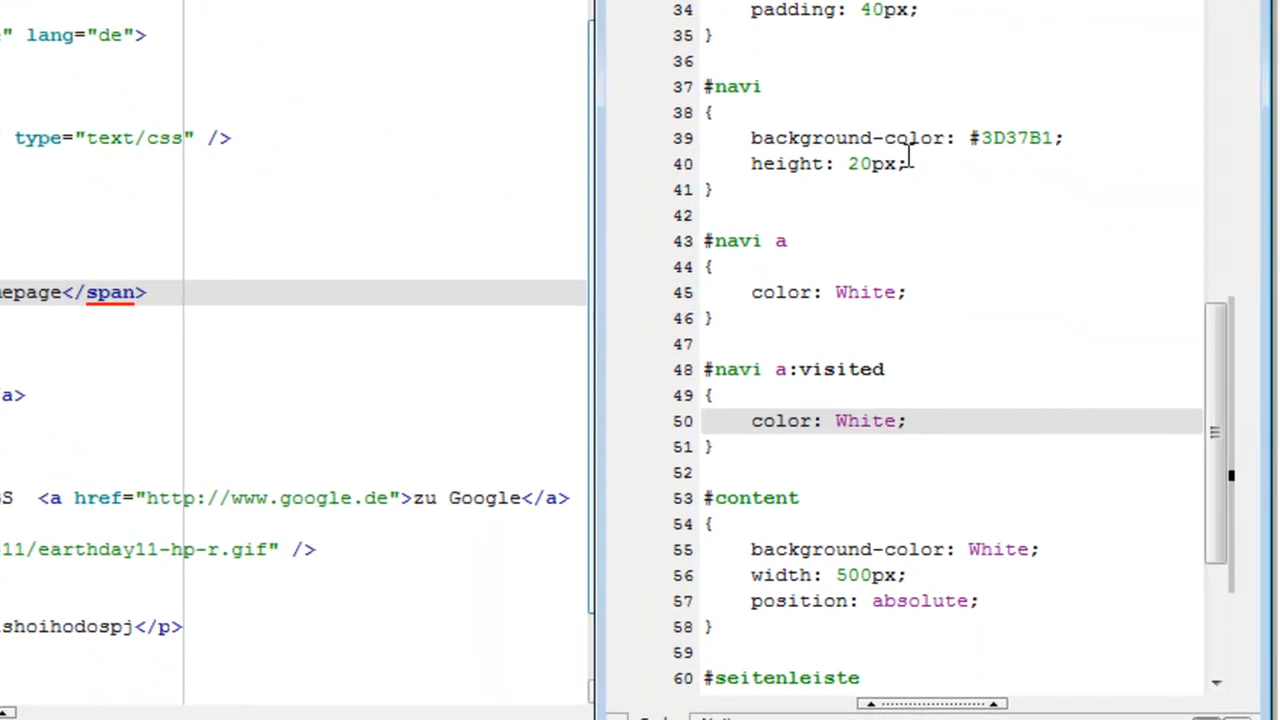 " lang="de">
type="text/css" />
epage</span>
a>
GS  <a href="http://www.google.de">zu Google</a>
11/earthday11-hp-r.gif" />
shoihodospj</p>
34 padding: 40px;
35 }
36
37 #navi
38 {
39 background-color: #3D37B1;
40 height: 20px;
41 }
42
43 #navi a
44 {
45 color: White;
46 }
47
48 #navi a:visited
49 {
50 color: White;
51 }
52
53 #content
54 {
55 background-color: White;
56 width: 500px;
57 position: absolute;
58 }
59
60 #seitenleiste